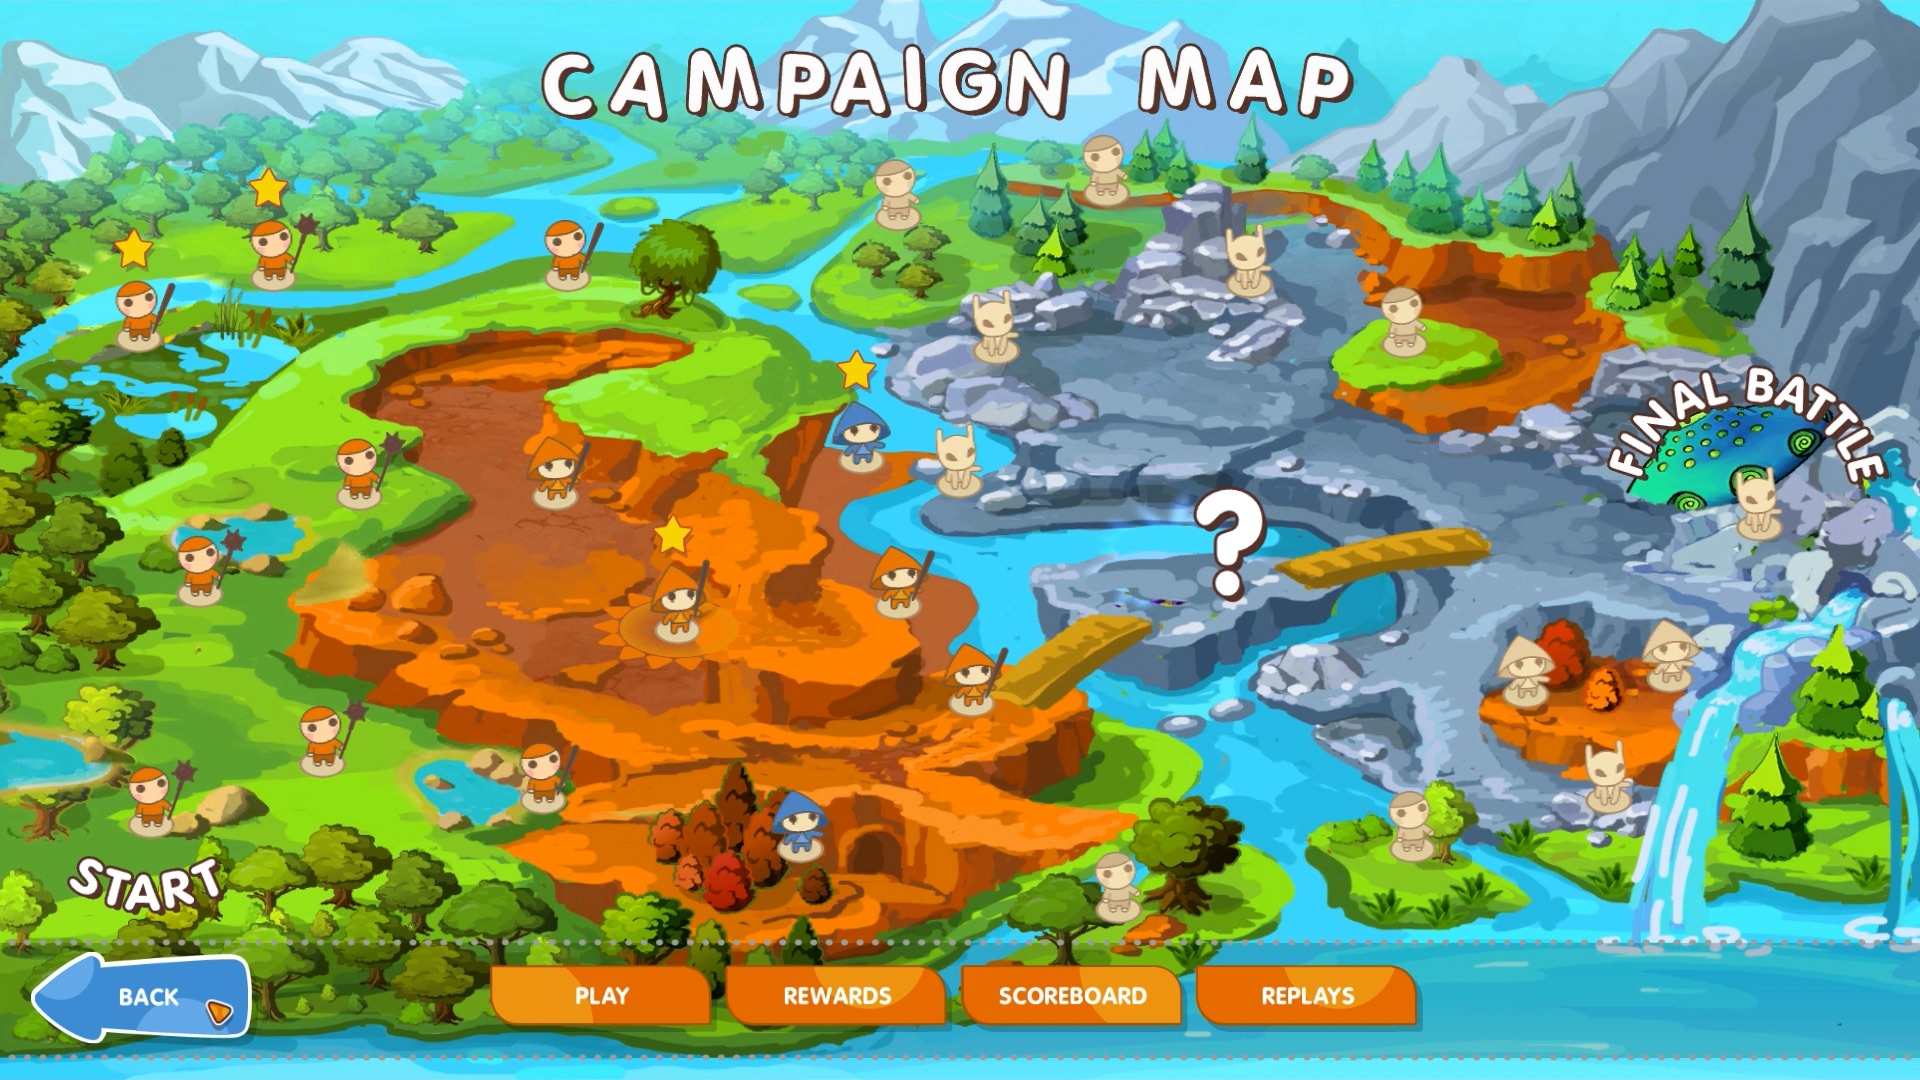 CAMPAIGN MAP
FINAL BATTLE
?
START
BACK
PLAY
REWARDS
SCOREBOARD
REPLAYS